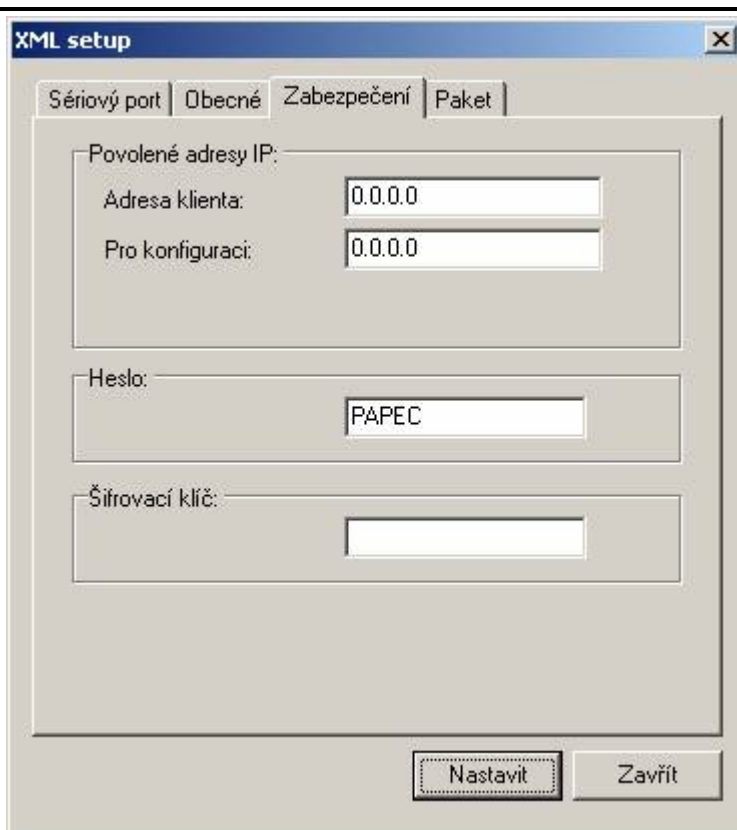 XML setup
Sériový port Obecné Zabezpečení Paket
Povolené adresy IP:
Adresa klienta: 0.0.0.0
Pro konfiguraci: 0.0.0.0
Heslo:
PAPEC
Šifrovací klíč:
Nastavit Zavřít